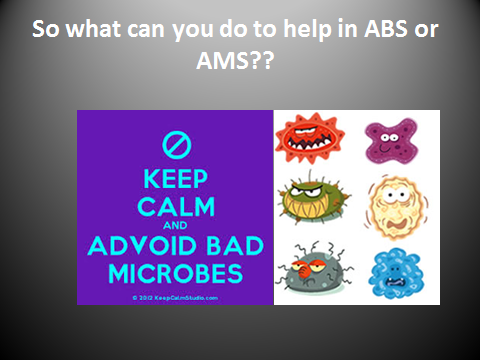 So what can you do to help in ABS or
AMS??
KEEP
CALM
AND
ADVOID BAD
MICROBES
© 2012 KeepCalmStudio.com